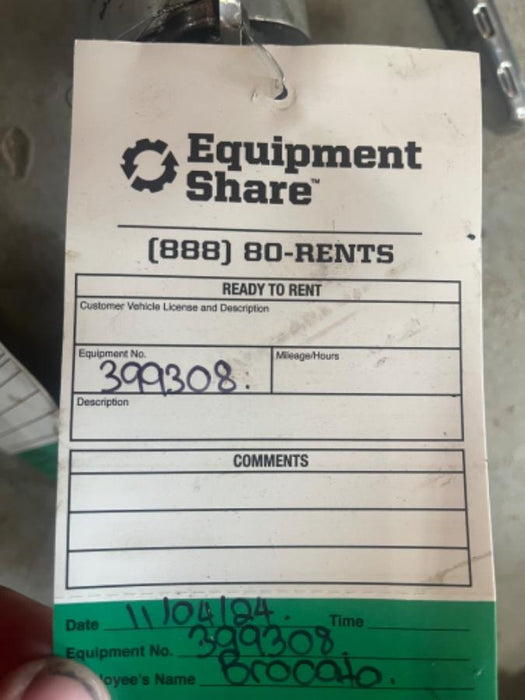 Equipment
Share™
(888) 80-RENTS
READY TO RENT
Customer Vehicle License and Description
Equipment No. Mileage/Hours
399308.
Description
COMMENTS
Date 11/04/24. Time
Equipment No. 399308.
loyee's Name Brocato.